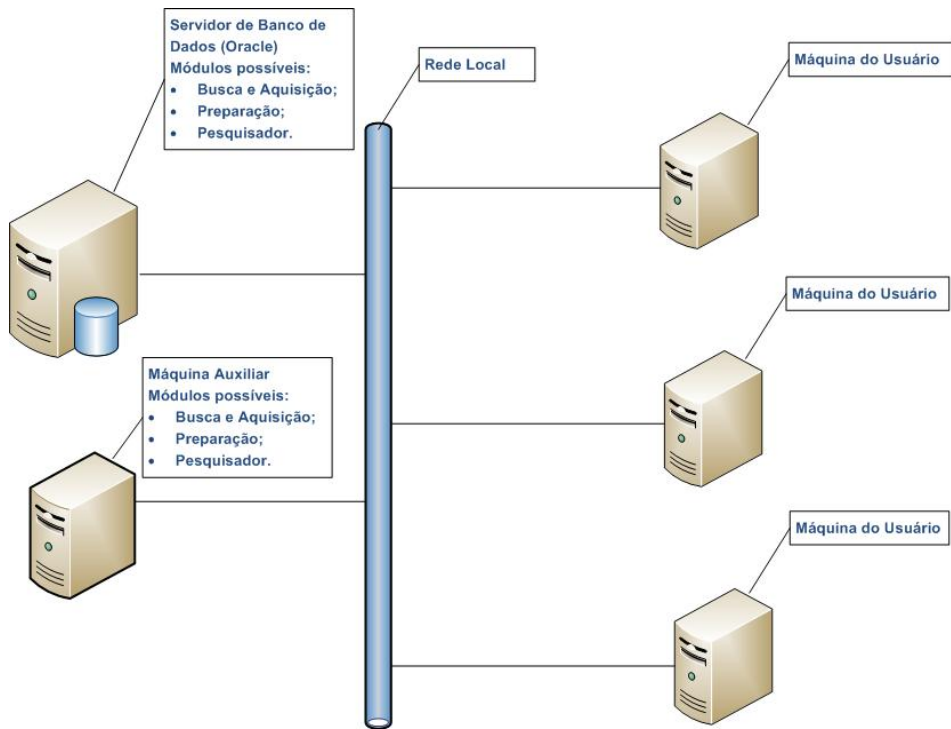 Servidor de Banco de
Dados (Oracle)
Módulos possíveis:
• Busca e Aquisição;
• Preparação;
• Pesquisador.
Rede Local
Máquina do Usuário
Máquina do Usuário
Máquina Auxiliar
Módulos possíveis:
• Busca e Aquisição;
• Preparação;
• Pesquisador.
Máquina do Usuário